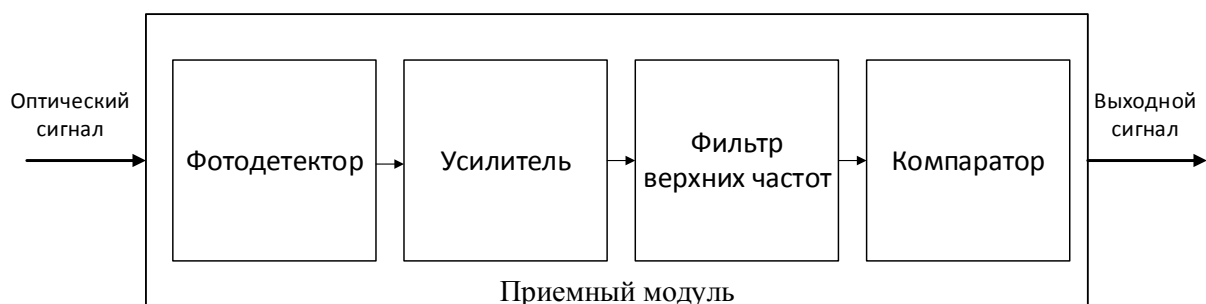 Оптический
сигнал
Фотодетектор
Усилитель
Фильтр
верхних частот
Компаратор
Выходной
сигнал
Приемный модуль